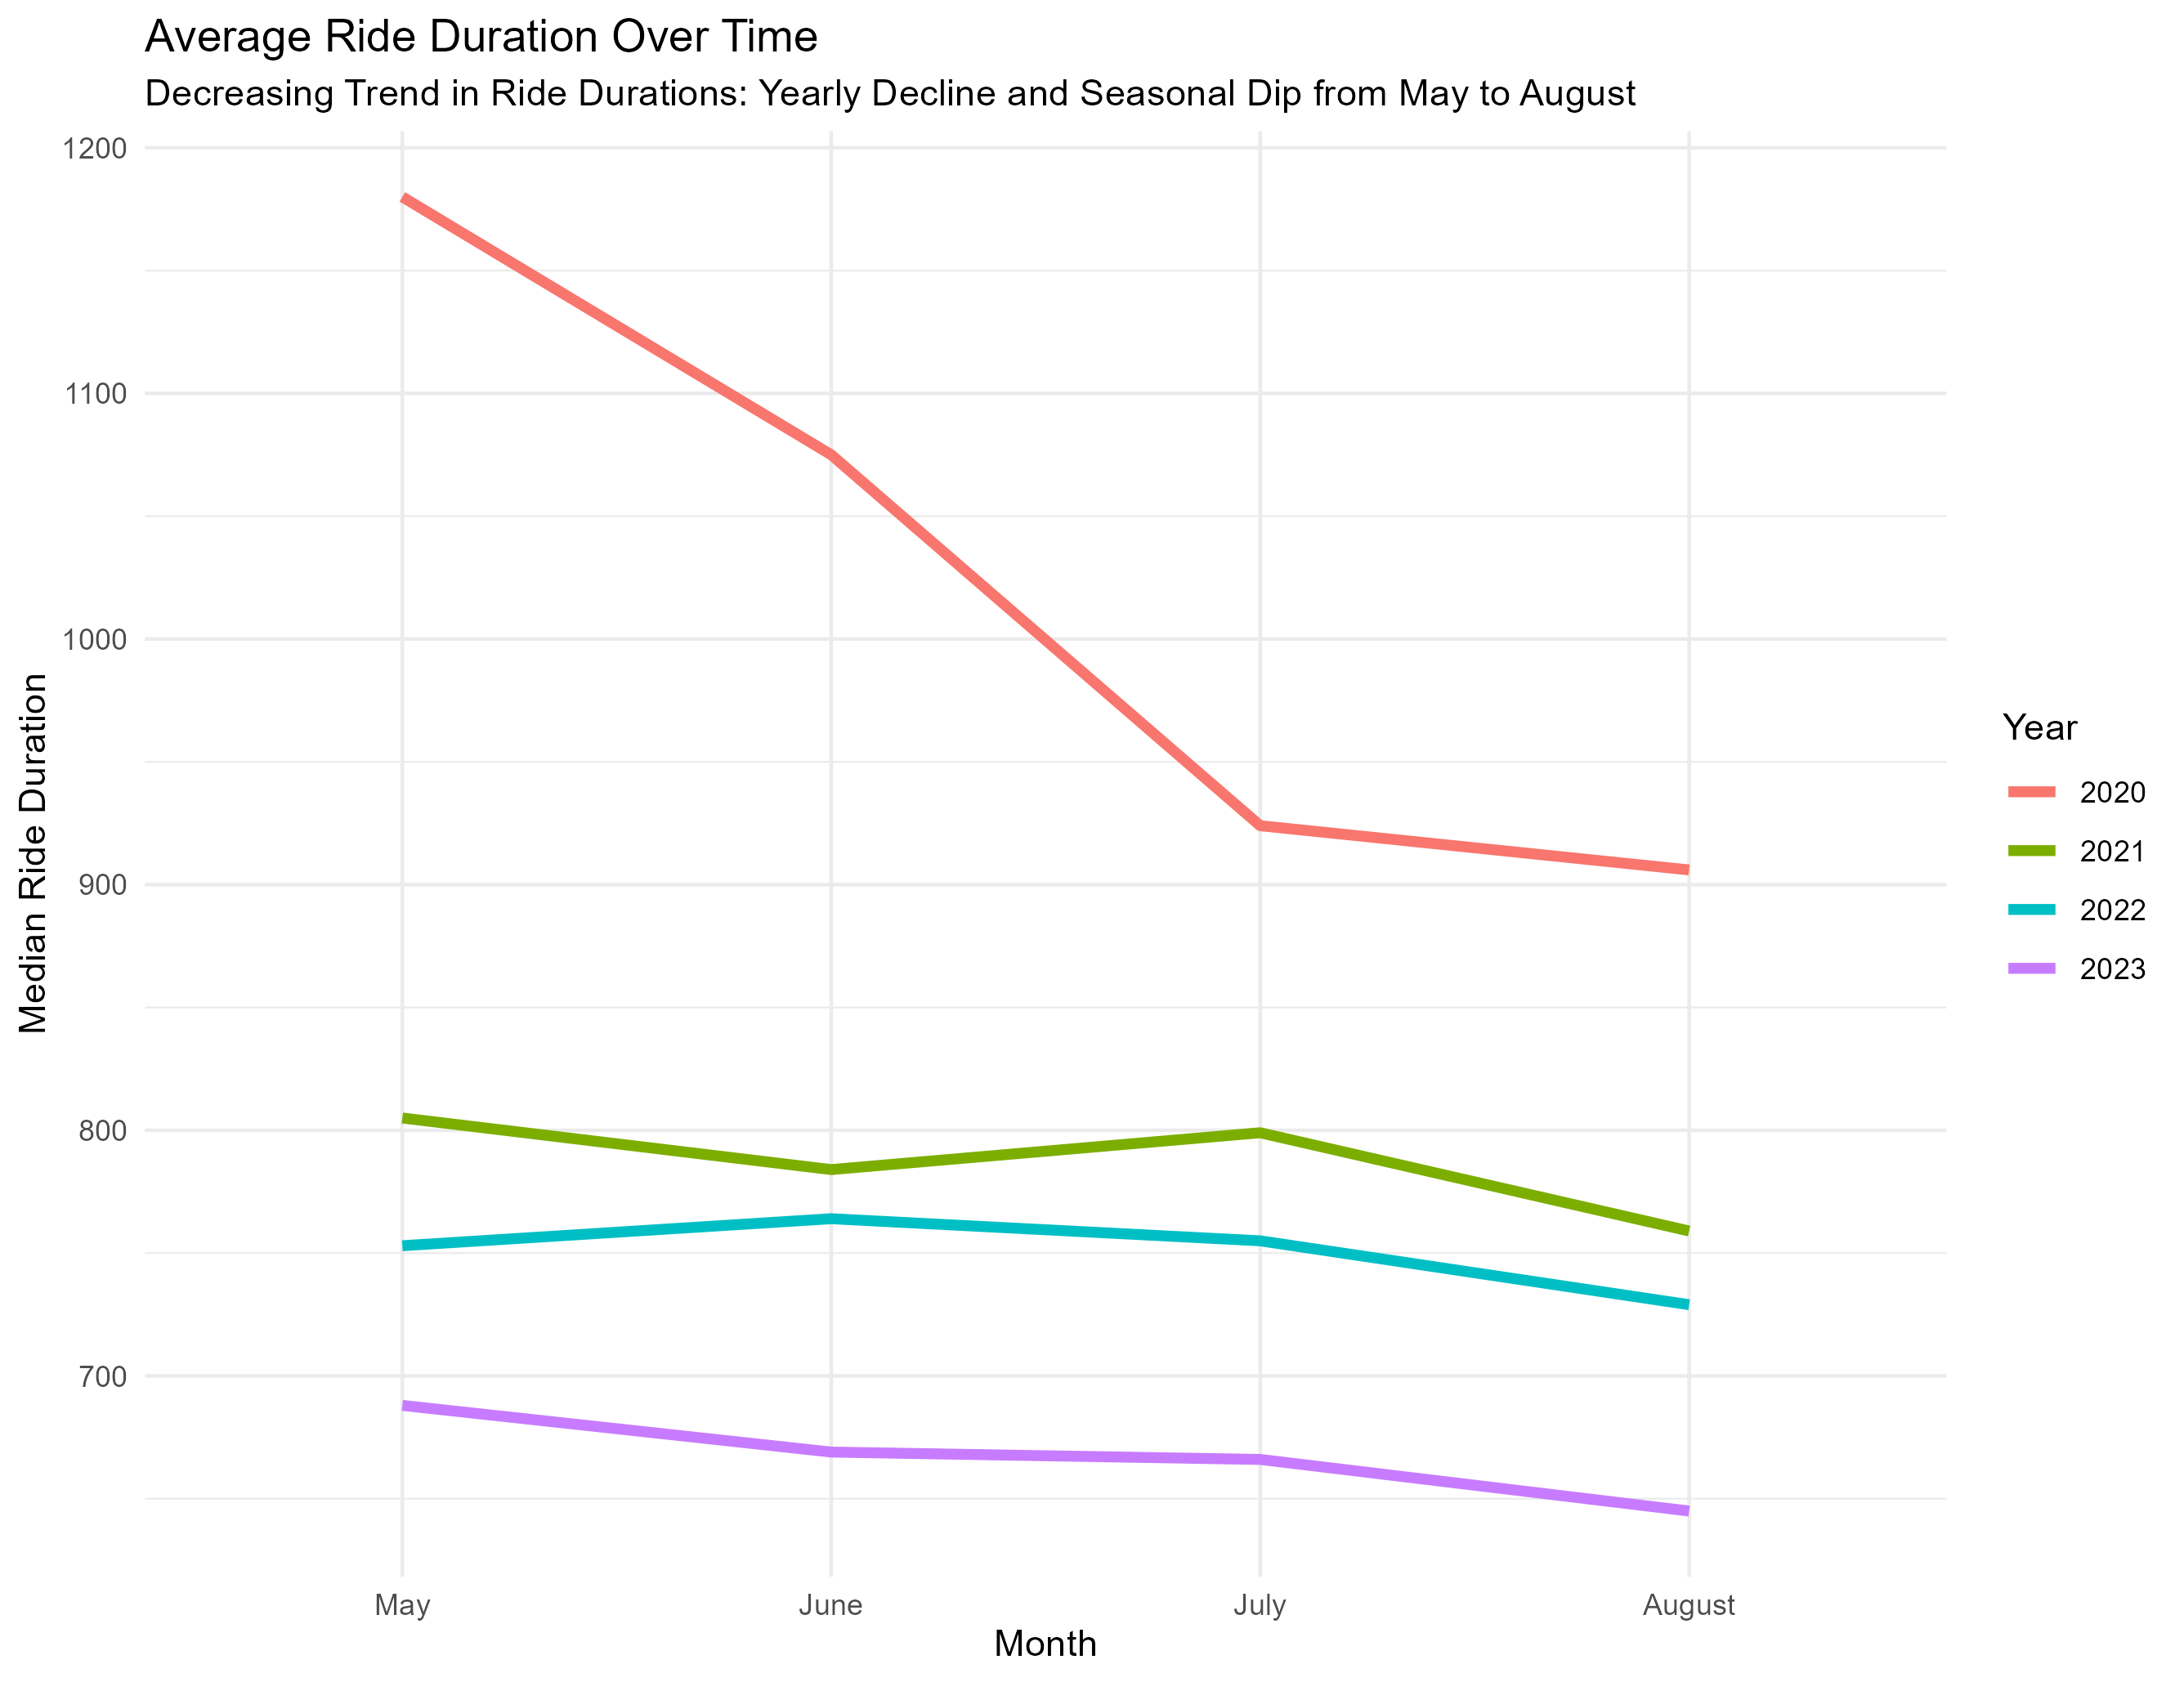 Average Ride Duration Over Time
Decreasing Trend in Ride Durations: Yearly Decline and Seasonal Dip from May to August
1200
1100
1000
900
800
700
Median Ride Duration
May
June
July
August
Month
Year
2020
2021
2022
2023